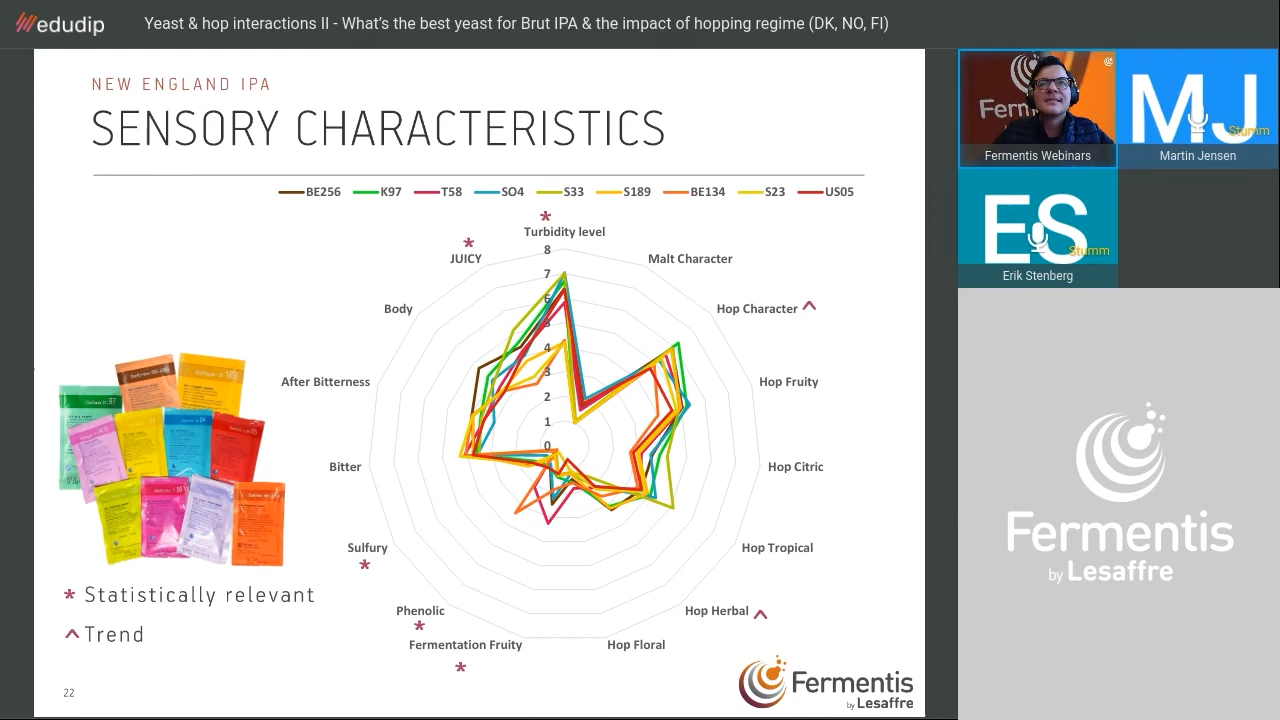 edudip
Yeast & hop interactions II - What's the best yeast for Brut IPA & the impact of hopping regime (DK, NO, FI)
NEW ENGLAND IPA
SENSORY CHARACTERISTICS
BE256 K97 T58 SO4 S33 S189 BE134 S23 US05
*
Turbidity level
*
JUICY
Malt Character
Body
Hop Character ^
After Bitterness
Hop Fruity
Bitter
Hop Citric
Sulfury
*
Hop Tropical
Phenolic
*
Hop Herbal ^
Fermentation Fruity
*
Hop Floral
8
7
6
5
4
3
2
1
0
* Statistically relevant
^ Trend
22
Fermentis
by Lesaffre
Ferm
Fermentis Webinars
MJ
Stumm
Martin Jensen
ES
Stumm
Erik Stenberg
Fermentis
by Lesaffre